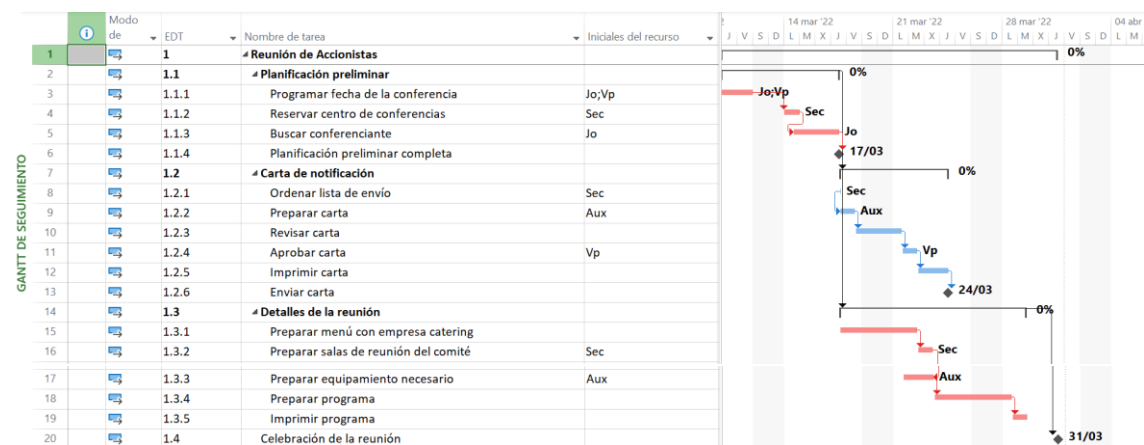 Modo de EDT Nombre de tarea Iniciales del recurso 14 mar '22 21 mar '22 28 mar '22 04 abr
J V S D L M X J V S D L M X J V S D L M X J V S D L M
1 1 Reunión de Accionistas 0%
2 1.1 Planificación preliminar 0%
3 1.1.1 Programar fecha de la conferencia Jo;Vp Jo;Vp
4 1.1.2 Reservar centro de conferencias Sec Sec
5 1.1.3 Buscar conferenciante Jo Jo
6 1.1.4 Planificación preliminar completa 17/03
7 1.2 Carta de notificación 0%
8 1.2.1 Ordenar lista de envío Sec Sec
9 1.2.2 Preparar carta Aux Aux
10 1.2.3 Revisar carta
11 1.2.4 Aprobar carta Vp Vp
12 1.2.5 Imprimir carta
13 1.2.6 Enviar carta 24/03
14 1.3 Detalles de la reunión 0%
15 1.3.1 Preparar menú con empresa catering
16 1.3.2 Preparar salas de reunión del comité Sec Sec
17 1.3.3 Preparar equipamiento necesario Aux Aux
18 1.3.4 Preparar programa
19 1.3.5 Imprimir programa
20 1.4 Celebración de la reunión 31/03
GANTT DE SEGUIMIENTO